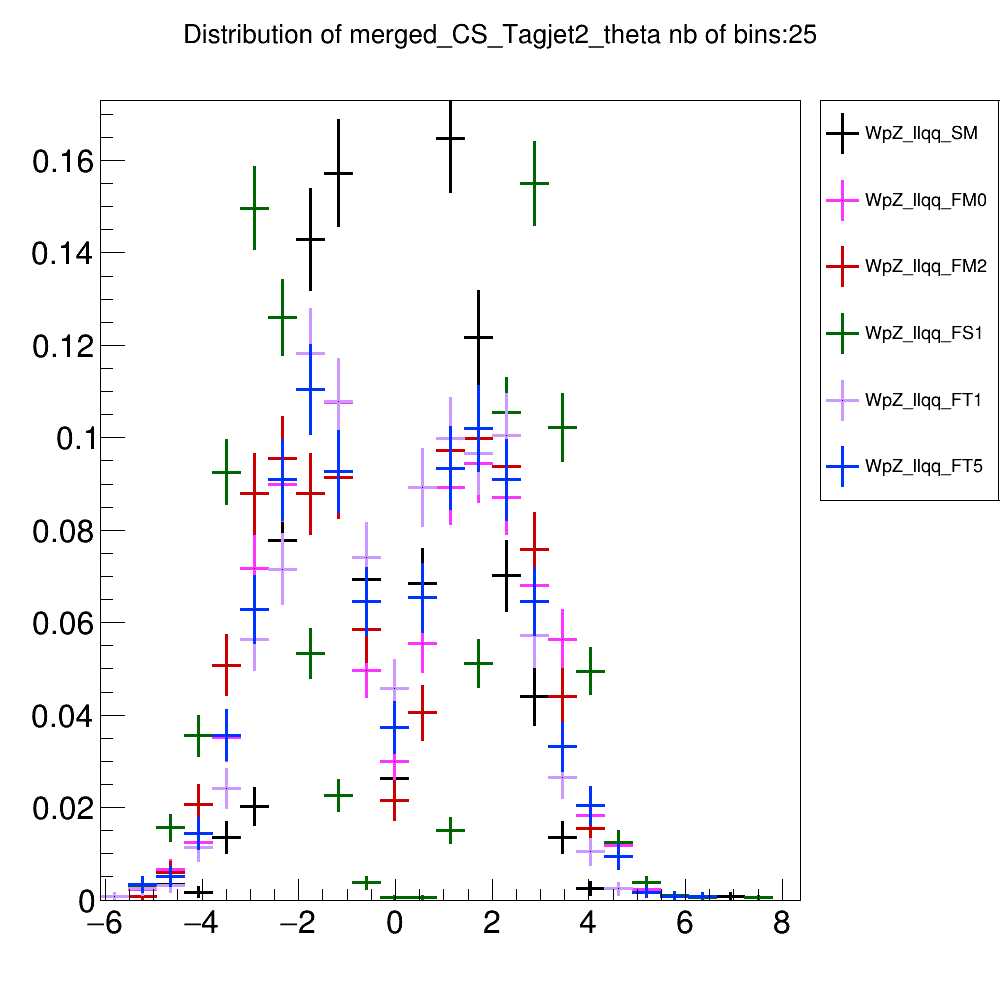 Distribution of merged_CS_Tagjet2_theta nb of bins:25
0.16
0.14
0.12
0.1
0.08
0.06
0.04
0.02
0
−6 −4 −2 0 2 4 6 8
WpZ_llqq_SM
WpZ_llqq_FM0
WpZ_llqq_FM2
WpZ_llqq_FS1
WpZ_llqq_FT1
WpZ_llqq_FT5